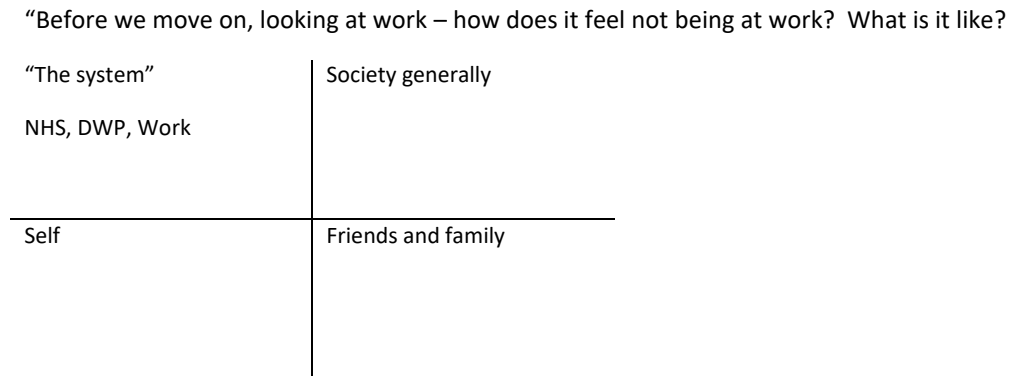 “Before we move on, looking at work – how does it feel not being at work?  What is it like?
“The system”
Society generally
NHS, DWP, Work
Self
Friends and family